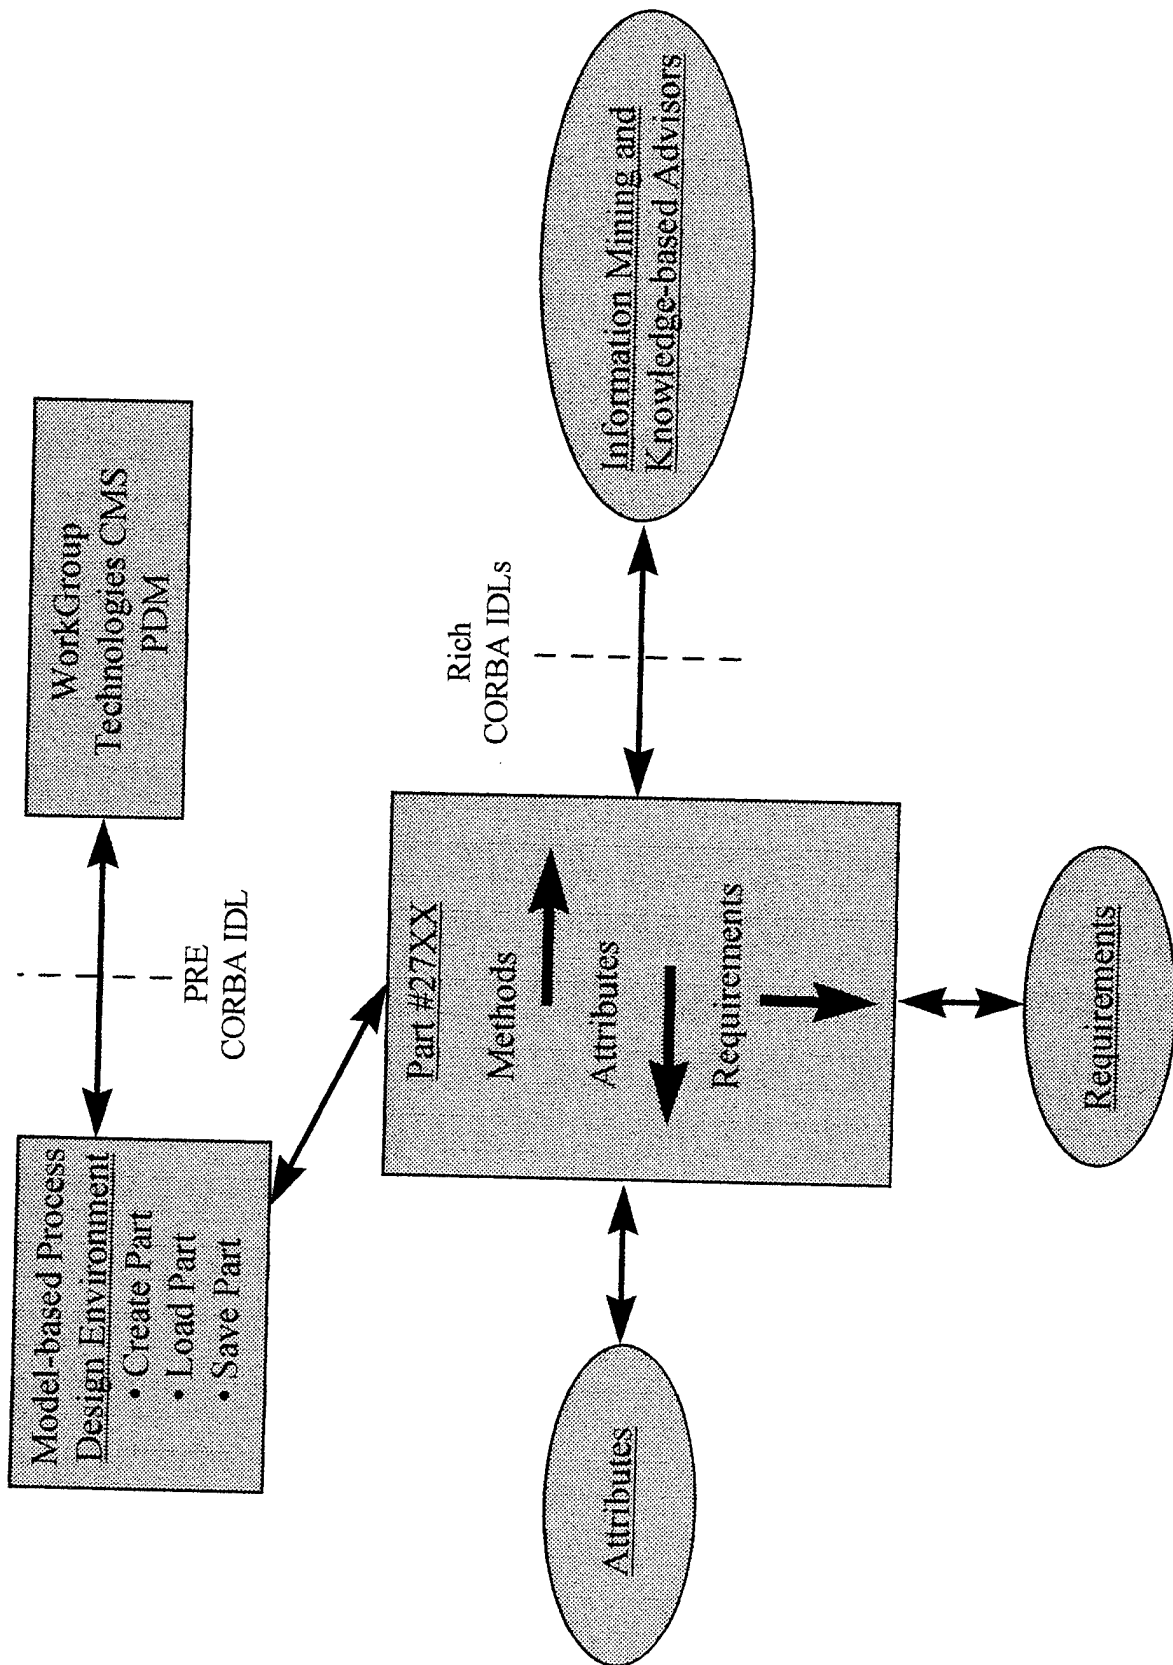 Model-based Process
Design Environment
• Create Part
• Load Part
• Save Part
PRE
CORBA IDL
WorkGroup
Technologies CMS
PDM
Attributes
Part #27XX
Methods
Attributes
Requirements
Rich
CORBA IDLs
Information Mining and
Knowledge-based Advisors
Requirements